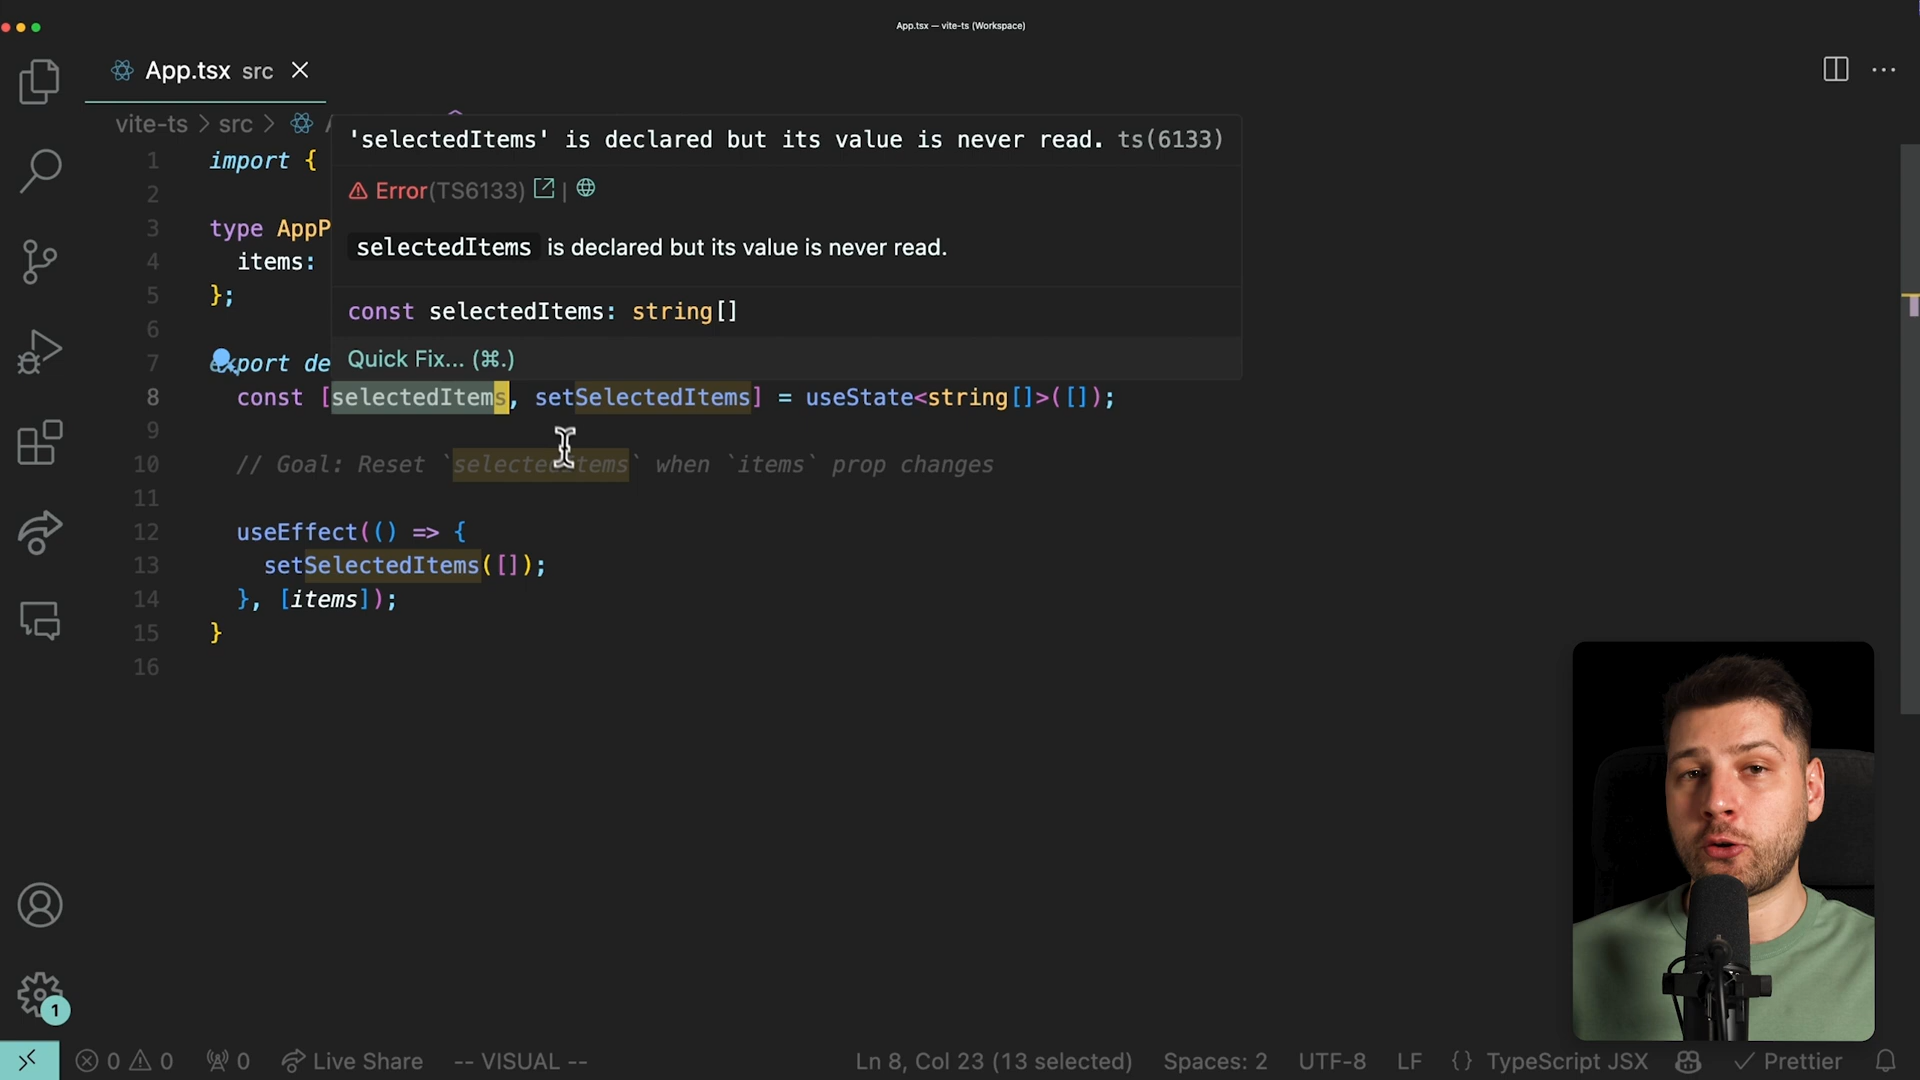 App.tsx — vite-ts (Workspace)
App.tsx src
vite-ts > src >
'selectedItems' is declared but its value is never read. ts(6133)
Error(TS6133) |
selectedItems is declared but its value is never read.
const selectedItems: string[]
Quick Fix... (⌘.)
1 import {
2
3 type AppP
4 items:
5 };
6
7 export de
8 const [selectedItems, setSelectedItems] = useState<string[]>([]);
9
10 // Goal: Reset `selectedItems` when `items` prop changes
11
12 useEffect(() => {
13 setSelectedItems([]);
14 }, [items]);
15 }
16
1
0 0 0 Live Share -- VISUAL -- Ln 8, Col 23 (13 selected) Spaces: 2 UTF-8 LF {} TypeScript JSX Prettier